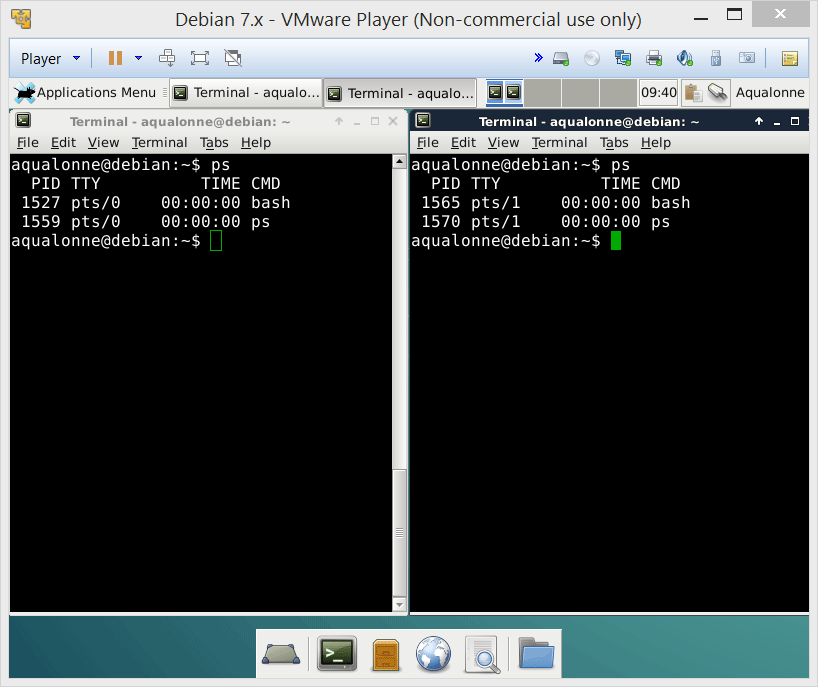 Debian 7.x - VMware Player (Non-commercial use only)
Player
Applications Menu
Terminal - aqualo...
Terminal - aqualo...
09:40
Aqualonne
Terminal - aqualonne@debian: ~
File Edit View Terminal Tabs Help
aqualonne@debian:~$ ps
PID TTY TIME CMD
1527 pts/0 00:00:00 bash
1559 pts/0 00:00:00 ps
aqualonne@debian:~$
Terminal - aqualonne@debian: ~
File Edit View Terminal Tabs Help
aqualonne@debian:~$ ps
PID TTY TIME CMD
1565 pts/1 00:00:00 bash
1570 pts/1 00:00:00 ps
aqualonne@debian:~$